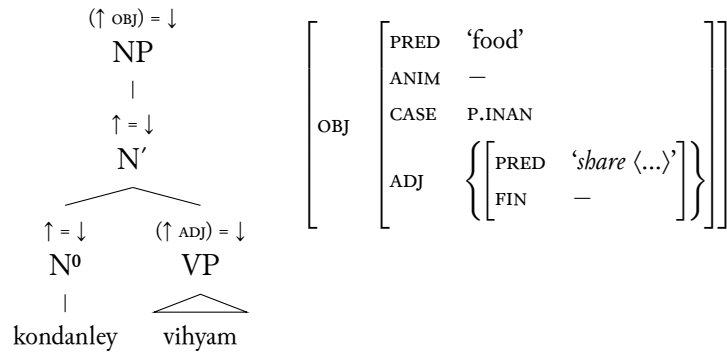 (↑ OBJ) = ↓
NP
↑ = ↓
N′
↑ = ↓ (↑ ADJ) = ↓
N⁰ VP
kondanley vihyam
OBJ
PRED ‘food’
ANIM –
CASE P.INAN
ADJ
PRED ‘share ⟨...⟩’
FIN –